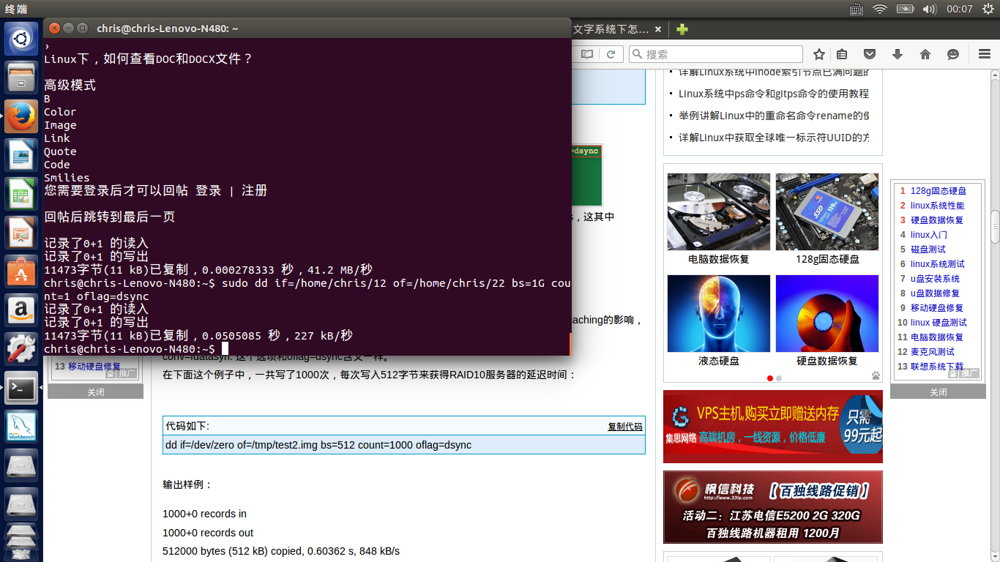 终端
00:07
chris@chris-Lenovo-N480: ~
›
Linux下，如何查看DOC和DOCX文件？
高级模式
B
Color
Image
Link
Quote
Code
Smilies
您需要登录后才可以回帖 登录 | 注册
回帖后跳转到最后一页
记录了0+1 的读入
记录了0+1 的写出
11473字节(11 kB)已复制，0.000278333 秒，41.2 MB/秒
chris@chris-Lenovo-N480:~$ sudo dd if=/home/chris/12 of=/home/chris/22 bs=1G cou
nt=1 oflag=dsync
记录了0+1 的读入
记录了0+1 的写出
11473字节(11 kB)已复制，0.0505085 秒，227 kB/秒
chris@chris-Lenovo-N480:~$
文字系统下怎…
搜索
=dsync
，这其中
caching的影响，
conv=fdatasyn: 这个选项和oflag=dsync含义一样。
在下面这个例子中，一共写了1000次，每次写入512字节来获得RAID10服务器的延迟时间：
代码如下:
复制代码
dd if=/dev/zero of=/tmp/test2.img bs=512 count=1000 oflag=dsync
输出样例：
1000+0 records in
1000+0 records out
512000 bytes (512 kB) copied, 0.60362 s, 848 kB/s
13 移动硬盘修复
推广
关闭
详解Linux系统中inode索引节点已满问题的
Linux系统中ps命令和gitps命令的使用教程
举例讲解Linux中的重命名命令rename的使
详解Linux中获取全球唯一标示符UUID的方
SSD
电脑数据恢复
128g固态硬盘
液态硬盘
硬盘数据恢复
VPS主机,购买立即赠送内存
集思网络
高端机房，一线资源，价格低廉
只需
99元起
枫信科技
http://www.33ip.com
【百独线路促销】
活动二：江苏电信E5200 2G 320G
百独线路机器租用 1200月
1 128g固态硬盘
2 linux系统性能
3 硬盘数据恢复
4 linux入门
5 磁盘测试
6 linux系统测试
7 u盘安装系统
8 u盘数据修复
9 移动硬盘修复
10 linux 硬盘测试
11 电脑数据恢复
12 麦克风测试
13 联想系统下载
推广
关闭
MySQL
Workbench